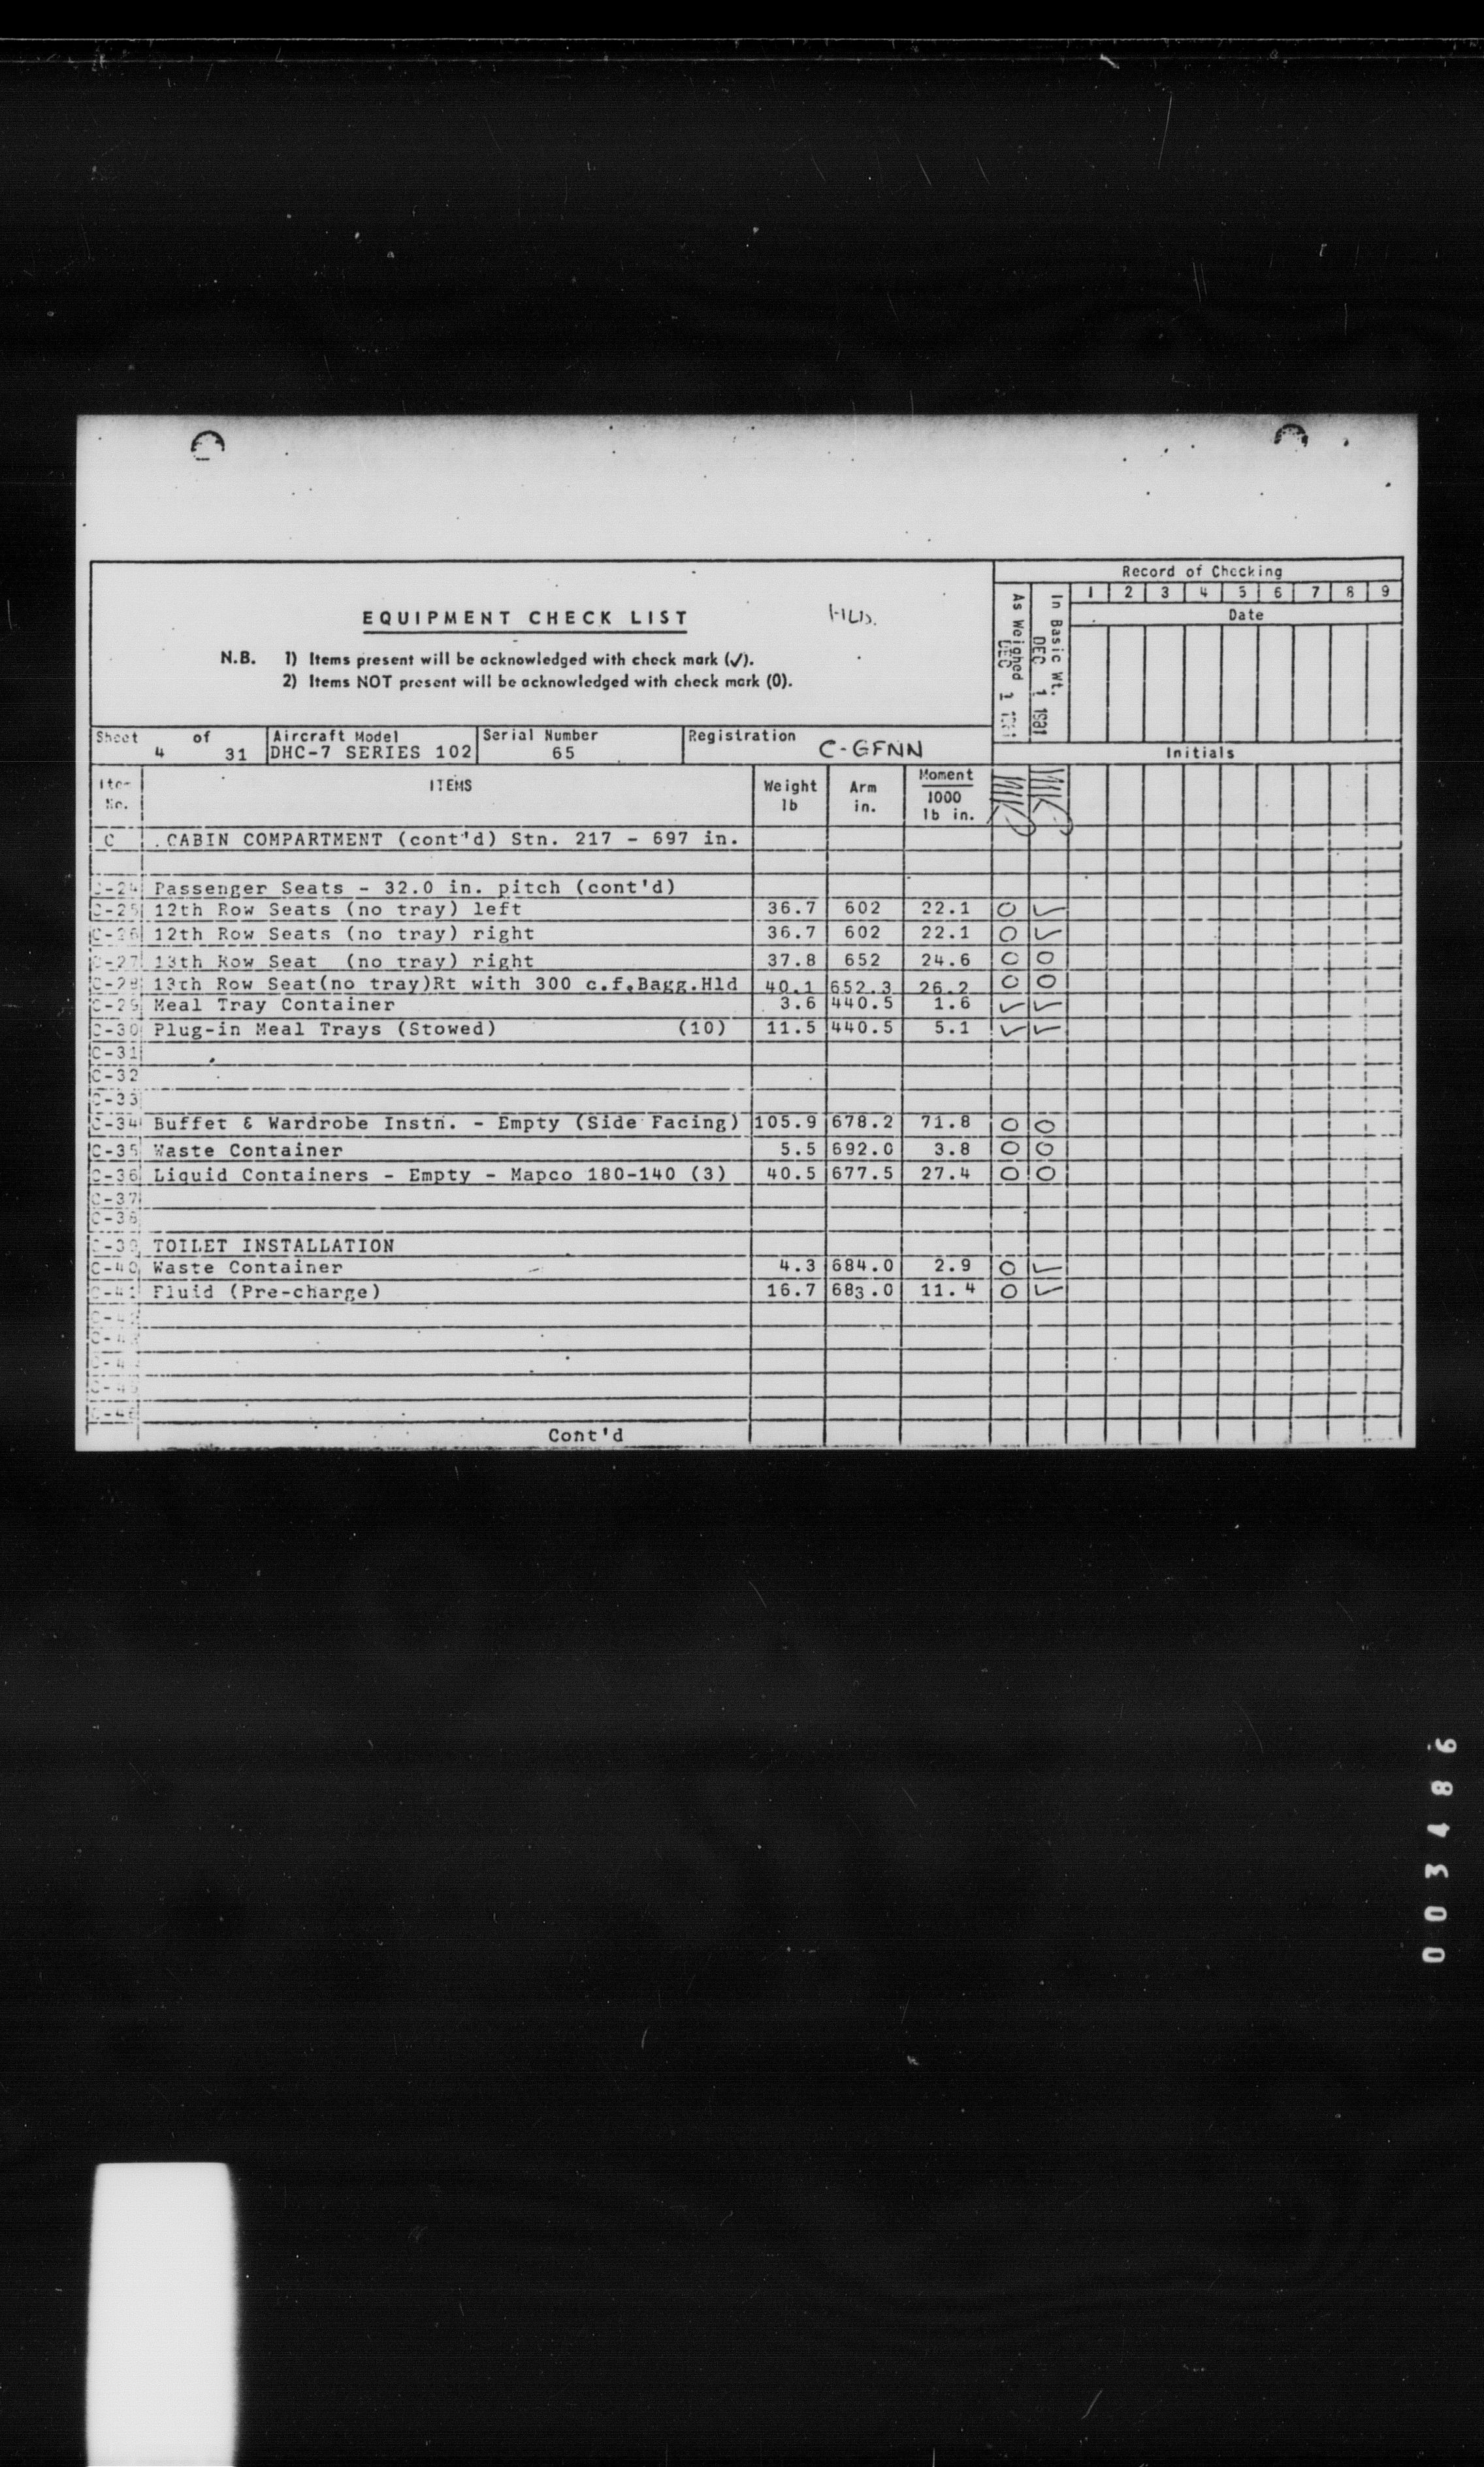 Record of Checking
As Weighed DEC 1 1981
In Basic Wt. DEC 1 1981
1 2 3 4 5 6 7 8 9
Date
EQUIPMENT CHECK LIST
N.B. 1) Items present will be acknowledged with check mark (✓).
2) Items NOT present will be acknowledged with check mark (0).
Sheet 4 of 31 Aircraft Model DHC-7 SERIES 102 Serial Number 65 Registration C-GFNN
Initials
Item No. ITEMS Weight lb Arm in. Moment 1000 lb in.
C CABIN COMPARTMENT (cont'd) Stn. 217 - 697 in.
C-24 Passenger Seats - 32.0 in. pitch (cont'd)
C-25 12th Row Seats (no tray) left 36.7 602 22.1 O ✓
C-26 12th Row Seats (no tray) right 36.7 602 22.1 O ✓
C-27 13th Row Seat (no tray) right 37.8 652 24.6 O O
C-28 13th Row Seat(no tray)Rt with 300 c.f.Bagg.Hld 40.1 652.3 26.2 O O
C-29 Meal Tray Container 3.6 440.5 1.6 ✓ ✓
C-30 Plug-in Meal Trays (Stowed) (10) 11.5 440.5 5.1 ✓ ✓
C-31
C-32
C-33
C-34 Buffet & Wardrobe Instn. - Empty (Side Facing) 105.9 678.2 71.8 O O
C-35 Waste Container 5.5 692.0 3.8 O O
C-36 Liquid Containers - Empty - Mapco 180-140 (3) 40.5 677.5 27.4 O O
C-37
C-38
C-39 TOILET INSTALLATION
C-40 Waste Container 4.3 684.0 2.9 O ✓
C-41 Fluid (Pre-charge) 16.7 683.0 11.4 O ✓
C-42
C-43
C-44
C-45
C-46
Cont'd
003486